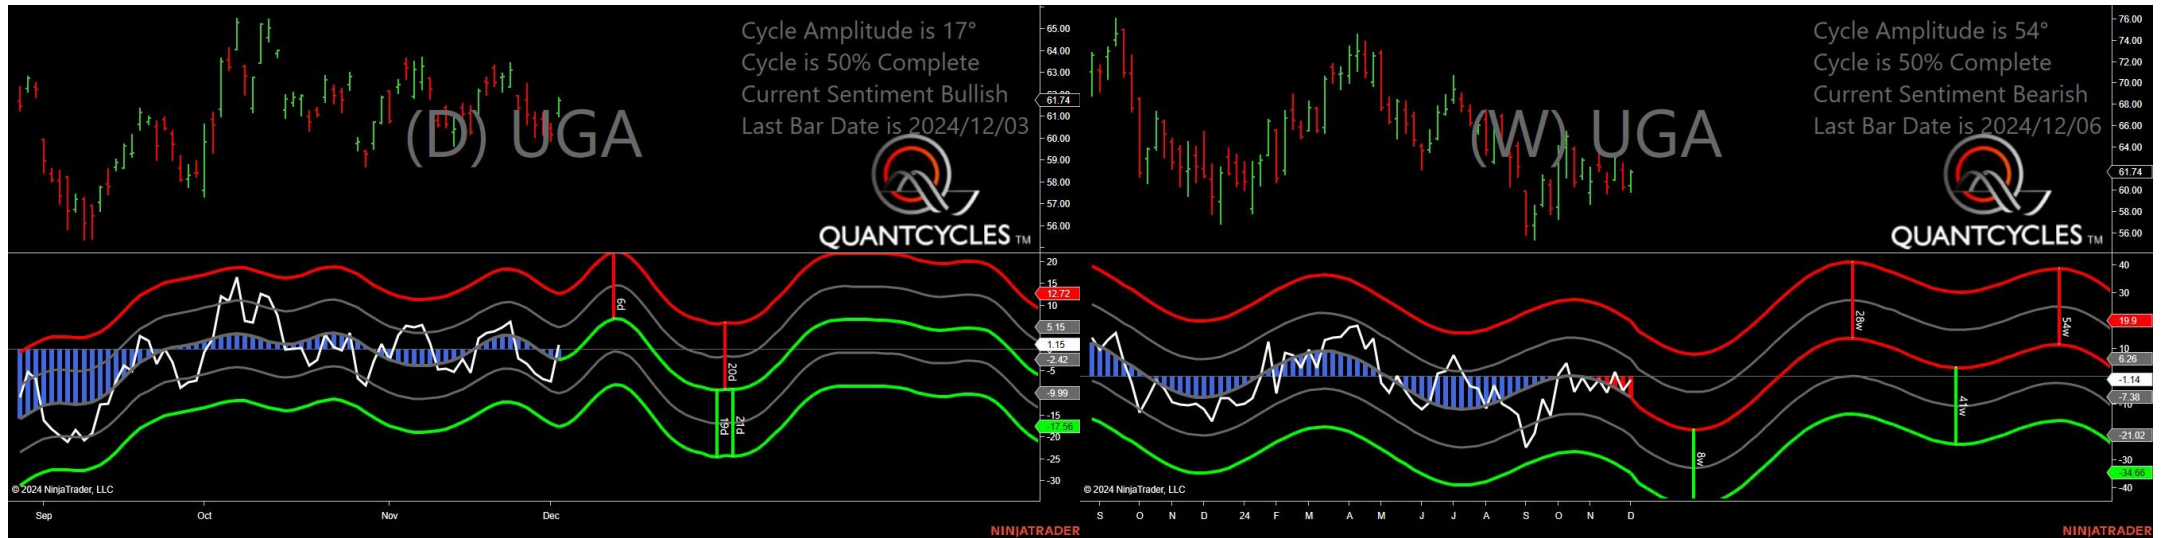 Cycle Amplitude is 17°
Cycle is 50% Complete
Current Sentiment Bullish
Last Bar Date is 2024/12/03
(D) UGA
QUANTCYCLES TM
65.00
64.00
63.00
61.74
61.00
60.00
59.00
58.00
57.00
56.00
20
15
12.72
10
5.15
1.15
-2.42
-5
-9.99
-15
-17.56
-20
-25
-30
6d
20d
19d
21d
© 2024 NinjaTrader, LLC
Sep Oct Nov Dec
NINJATRADER
Cycle Amplitude is 54°
Cycle is 50% Complete
Current Sentiment Bearish
Last Bar Date is 2024/12/06
(W) UGA
QUANTCYCLES TM
76.00
74.00
72.00
70.00
68.00
66.00
64.00
61.74
60.00
58.00
56.00
40
30
19.9
10
6.26
-1.14
-7.38
-21.02
-30
-34.66
-40
28w
54w
41w
8w
© 2024 NinjaTrader, LLC
S O N D 24 F M A M J J A S O N D
NINJATRADER